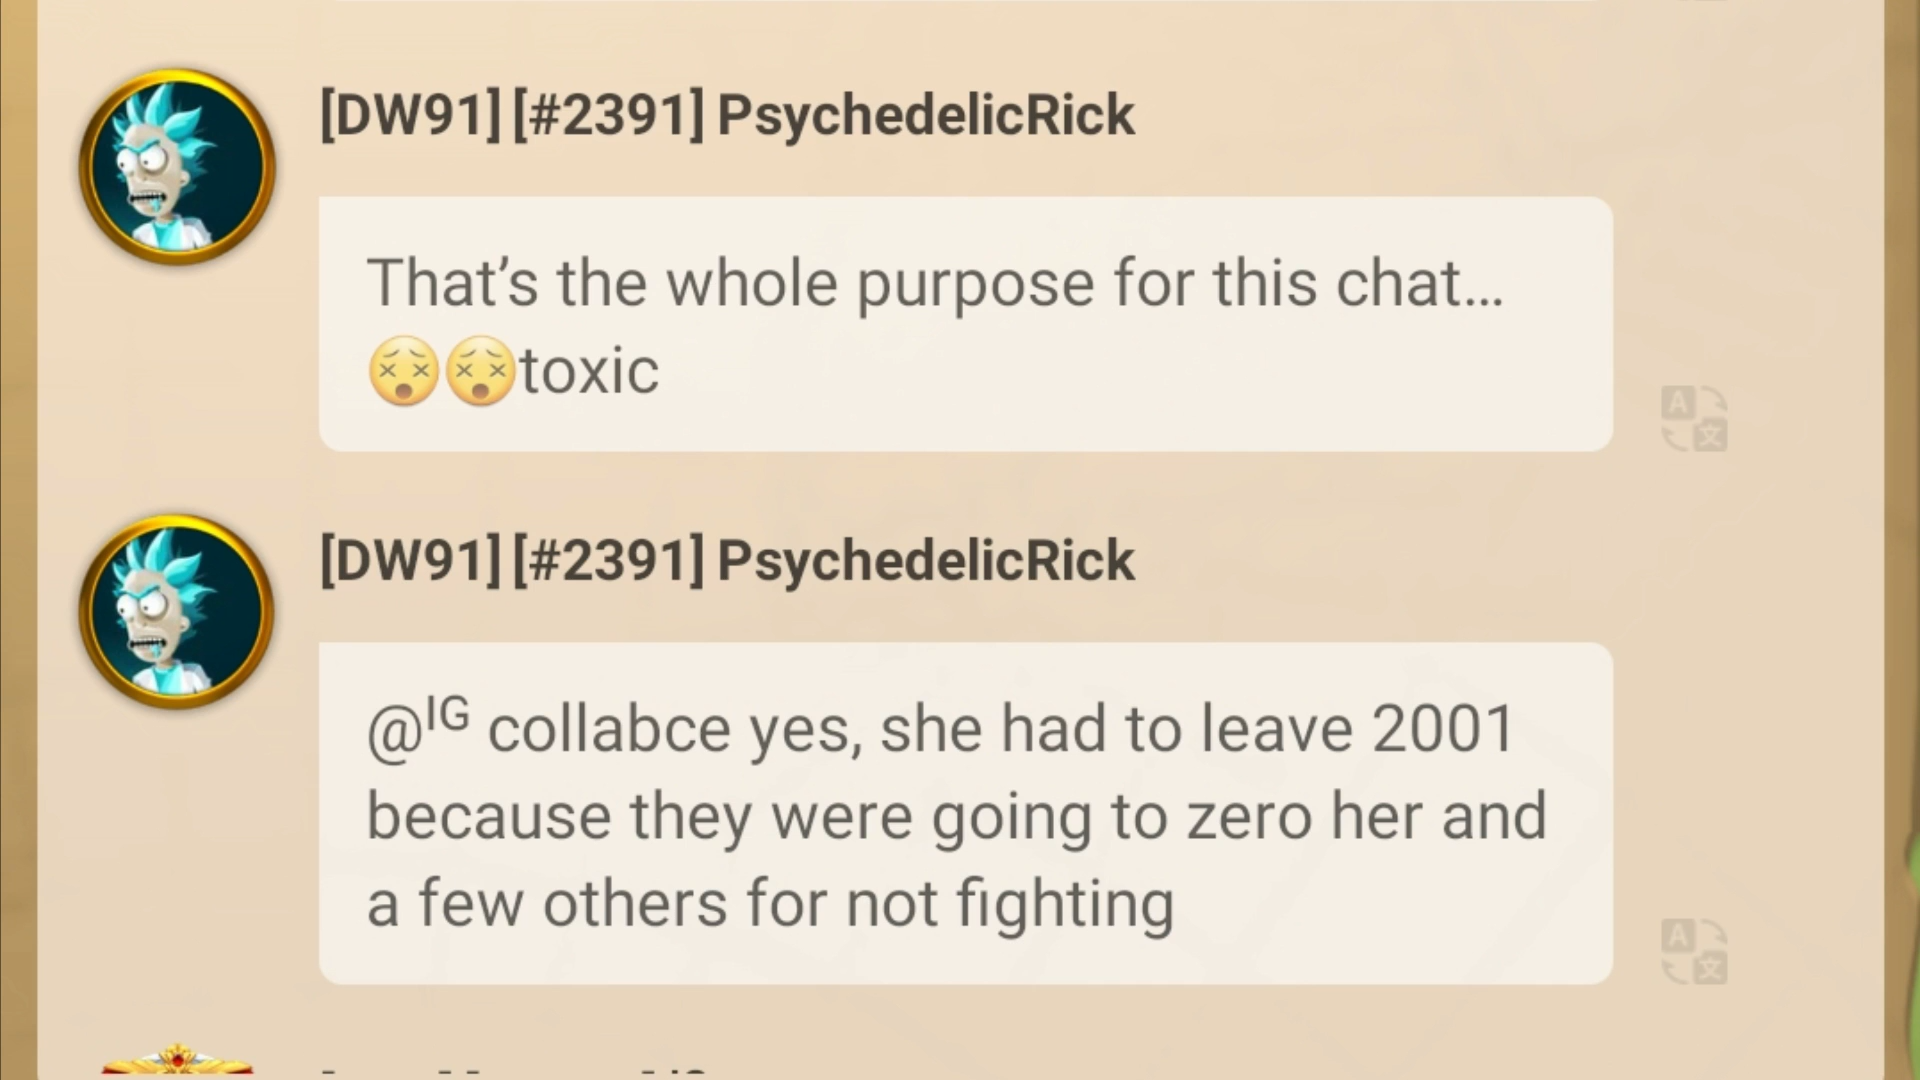 [DW91][#2391] PsychedelicRick
That’s the whole purpose for this chat...
😵😵toxic
[DW91][#2391] PsychedelicRick
@ᴵᴳ collabce yes, she had to leave 2001
because they were going to zero her and
a few others for not fighting